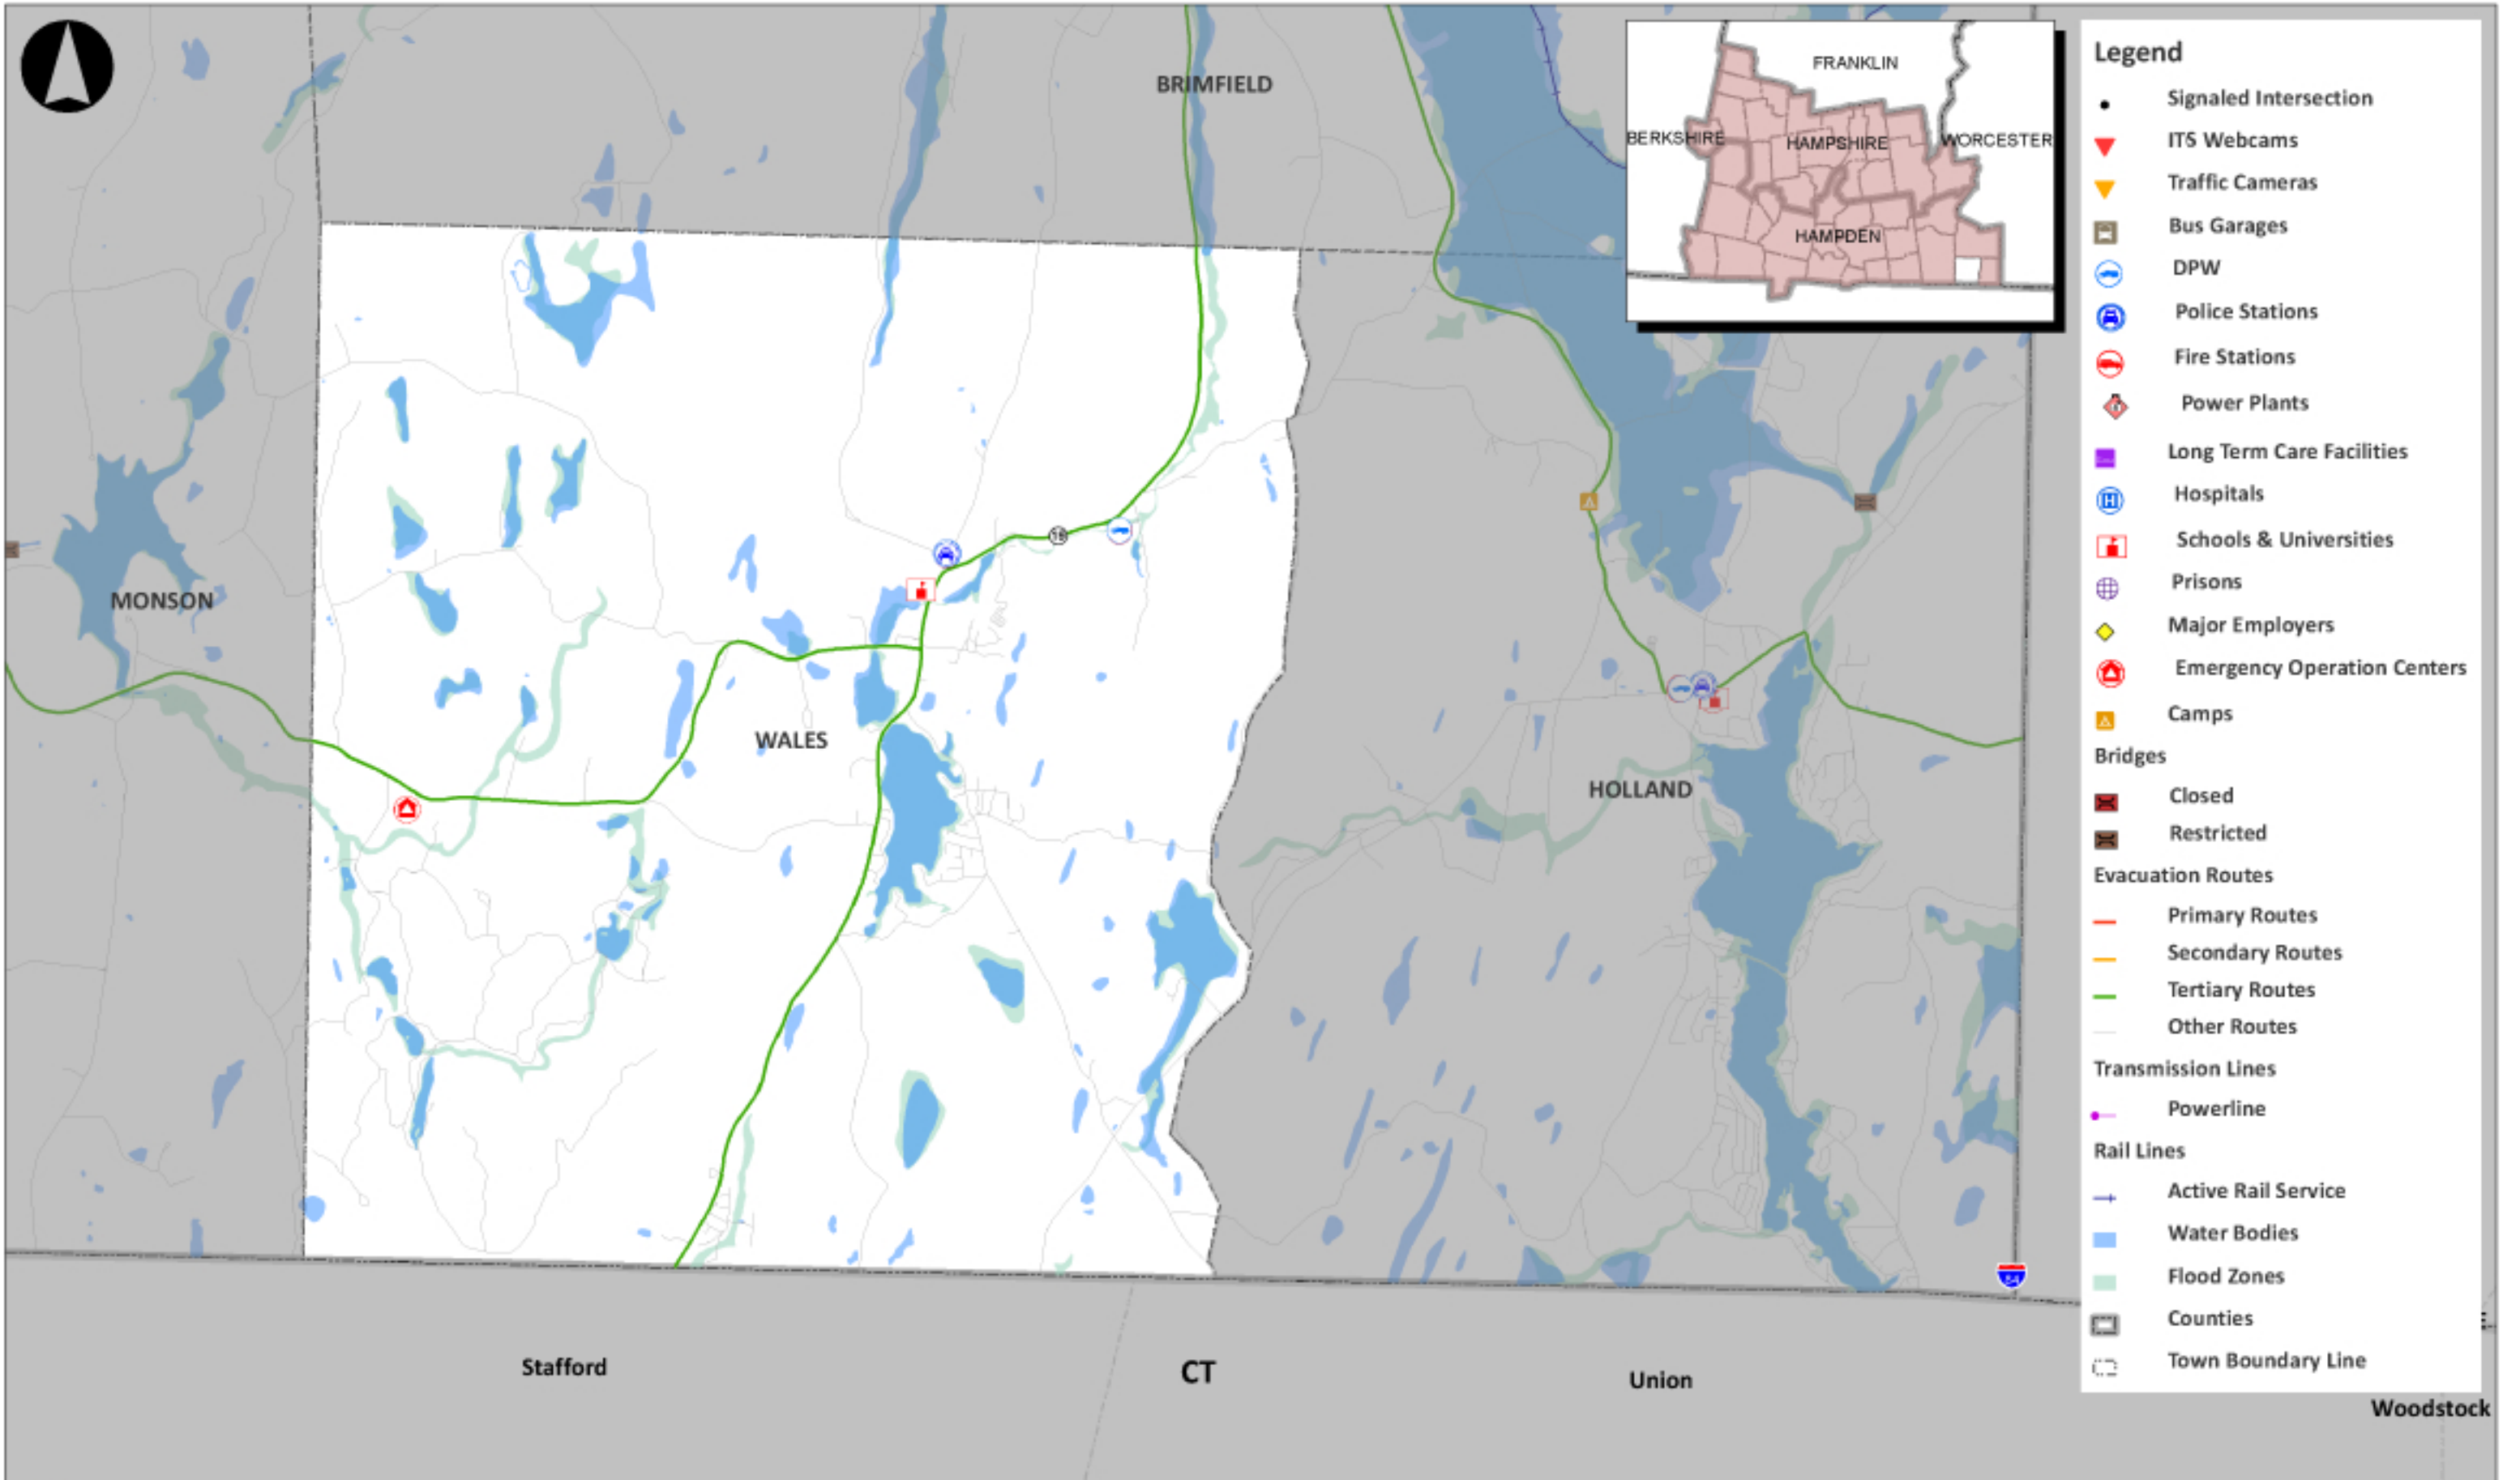 BRIMFIELD
MONSON
WALES
HOLLAND
19
Stafford
CT
Union
Woodstock
FRANKLIN
BERKSHIRE
HAMPSHIRE
WORCESTER
HAMPDEN
Legend
Signaled Intersection
ITS Webcams
Traffic Cameras
Bus Garages
DPW
Police Stations
Fire Stations
Power Plants
Long Term Care Facilities
H Hospitals
Schools & Universities
Prisons
Major Employers
Emergency Operation Centers
Camps
Bridges
Closed
Restricted
Evacuation Routes
Primary Routes
Secondary Routes
Tertiary Routes
Other Routes
Transmission Lines
Powerline
Rail Lines
Active Rail Service
Water Bodies
Flood Zones
Counties
Town Boundary Line
84